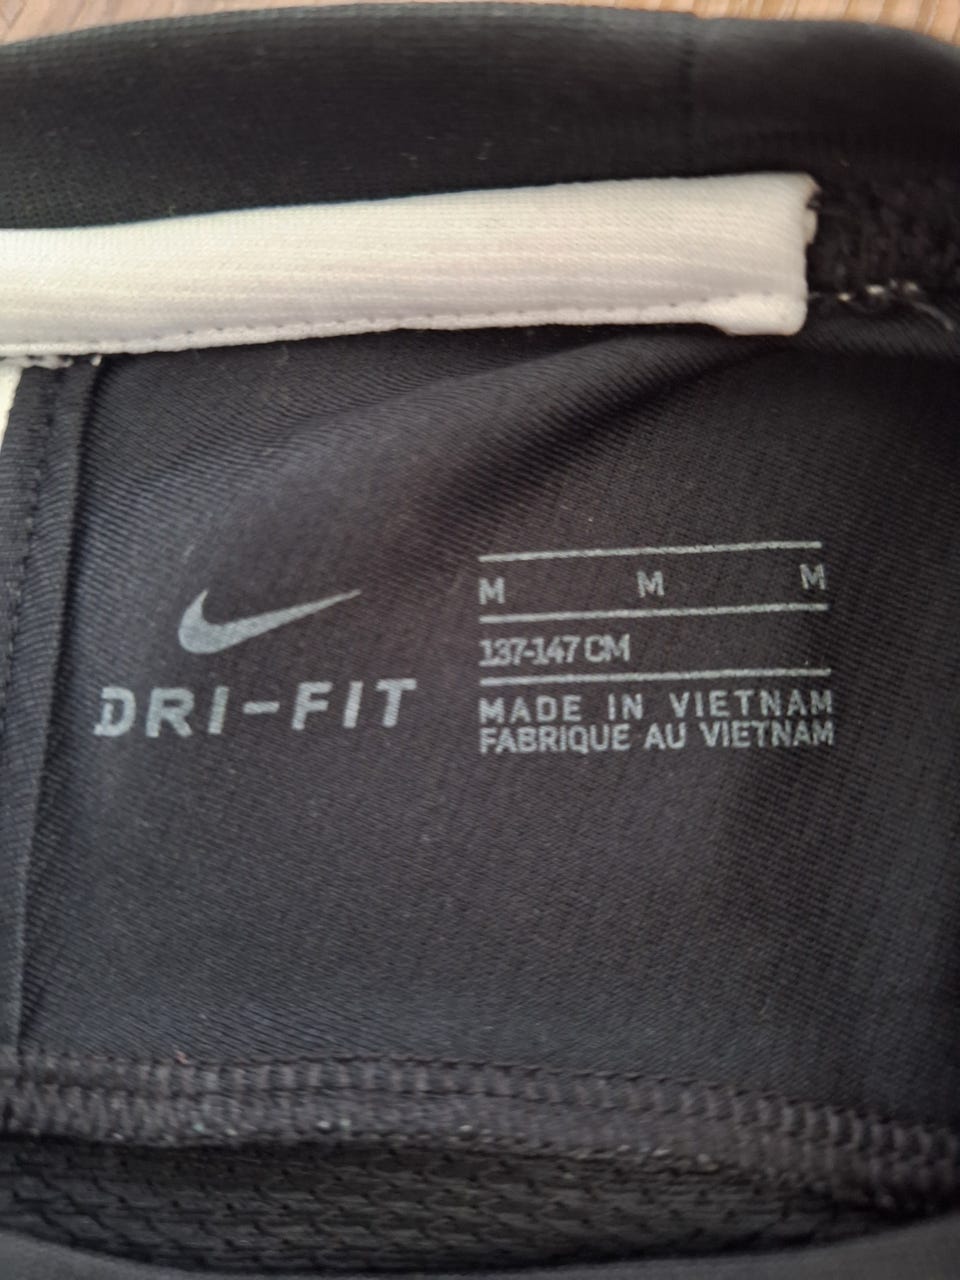 DRI-FIT
M M M
137-147 CM
MADE IN VIETNAM
FABRIQUE AU VIETNAM